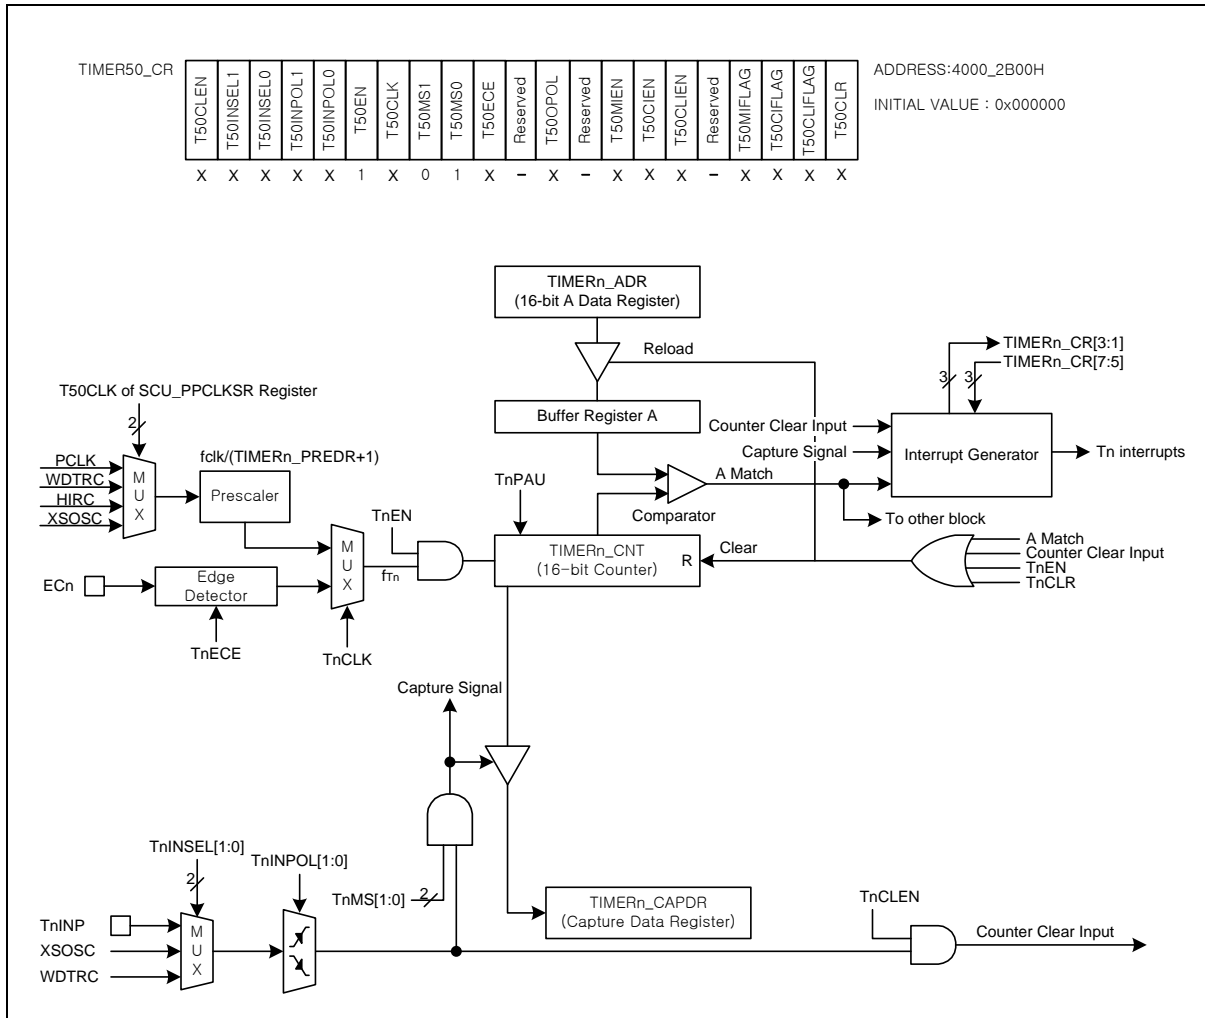 TIMER50_CR
T50CLEN
T50INSEL1
T50INSEL0
T50INPOL1
T50INPOL0
T50EN
T50CLK
T50MS1
T50MS0
T50ECE
Reserved
T50OPOL
Reserved
T50MIEN
T50CIEN
T50CLIEN
Reserved
T50MIFLAG
T50CIFLAG
T50CLIFLAG
T50CLR
ADDRESS:4000_2B00H
INITIAL VALUE : 0x000000
X X X X X 1 X 0 1 X - X - X X X - X X X X
TIMERn_ADR
(16-bit A Data Register)
Reload
TIMERn_CR[3:1]
TIMERn_CR[7:5]
3 3
T50CLK of SCU_PPCLKSR Register
2
Buffer Register A
Counter Clear Input
Capture Signal
Interrupt Generator
Tn interrupts
PCLK
WDTRC
HIRC
XSOSC
MUX
fclk/(TIMERn_PREDR+1)
Prescaler
A Match
TnPAU
Comparator
To other block
TnEN
MUX
fTn
TIMERn_CNT
(16-bit Counter)
R
Clear
A Match
Counter Clear Input
TnEN
TnCLR
ECn
Edge
Detector
TnECE
TnCLK
Capture Signal
TnINSEL[1:0]
2
TnINPOL[1:0]
TnMS[1:0]
2
TIMERn_CAPDR
(Capture Data Register)
TnCLEN
TnINP
XSOSC
WDTRC
MUX
Counter Clear Input